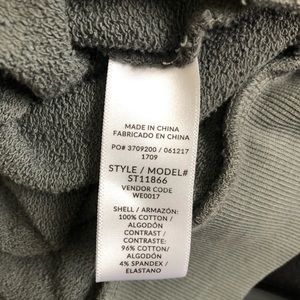 MADE IN CHINA
FABRICADO EN CHINA
PO# 3709200 / 061217
1709
STYLE / MODEL#
ST11866
VENDOR CODE
WE0017
SHELL / ARMAZÓN:
100% COTTON /
ALGODÓN
CONTRAST /
CONTRASTE:
96% COTTON/
ALGODÓN
4% SPANDEX /
ELASTANO